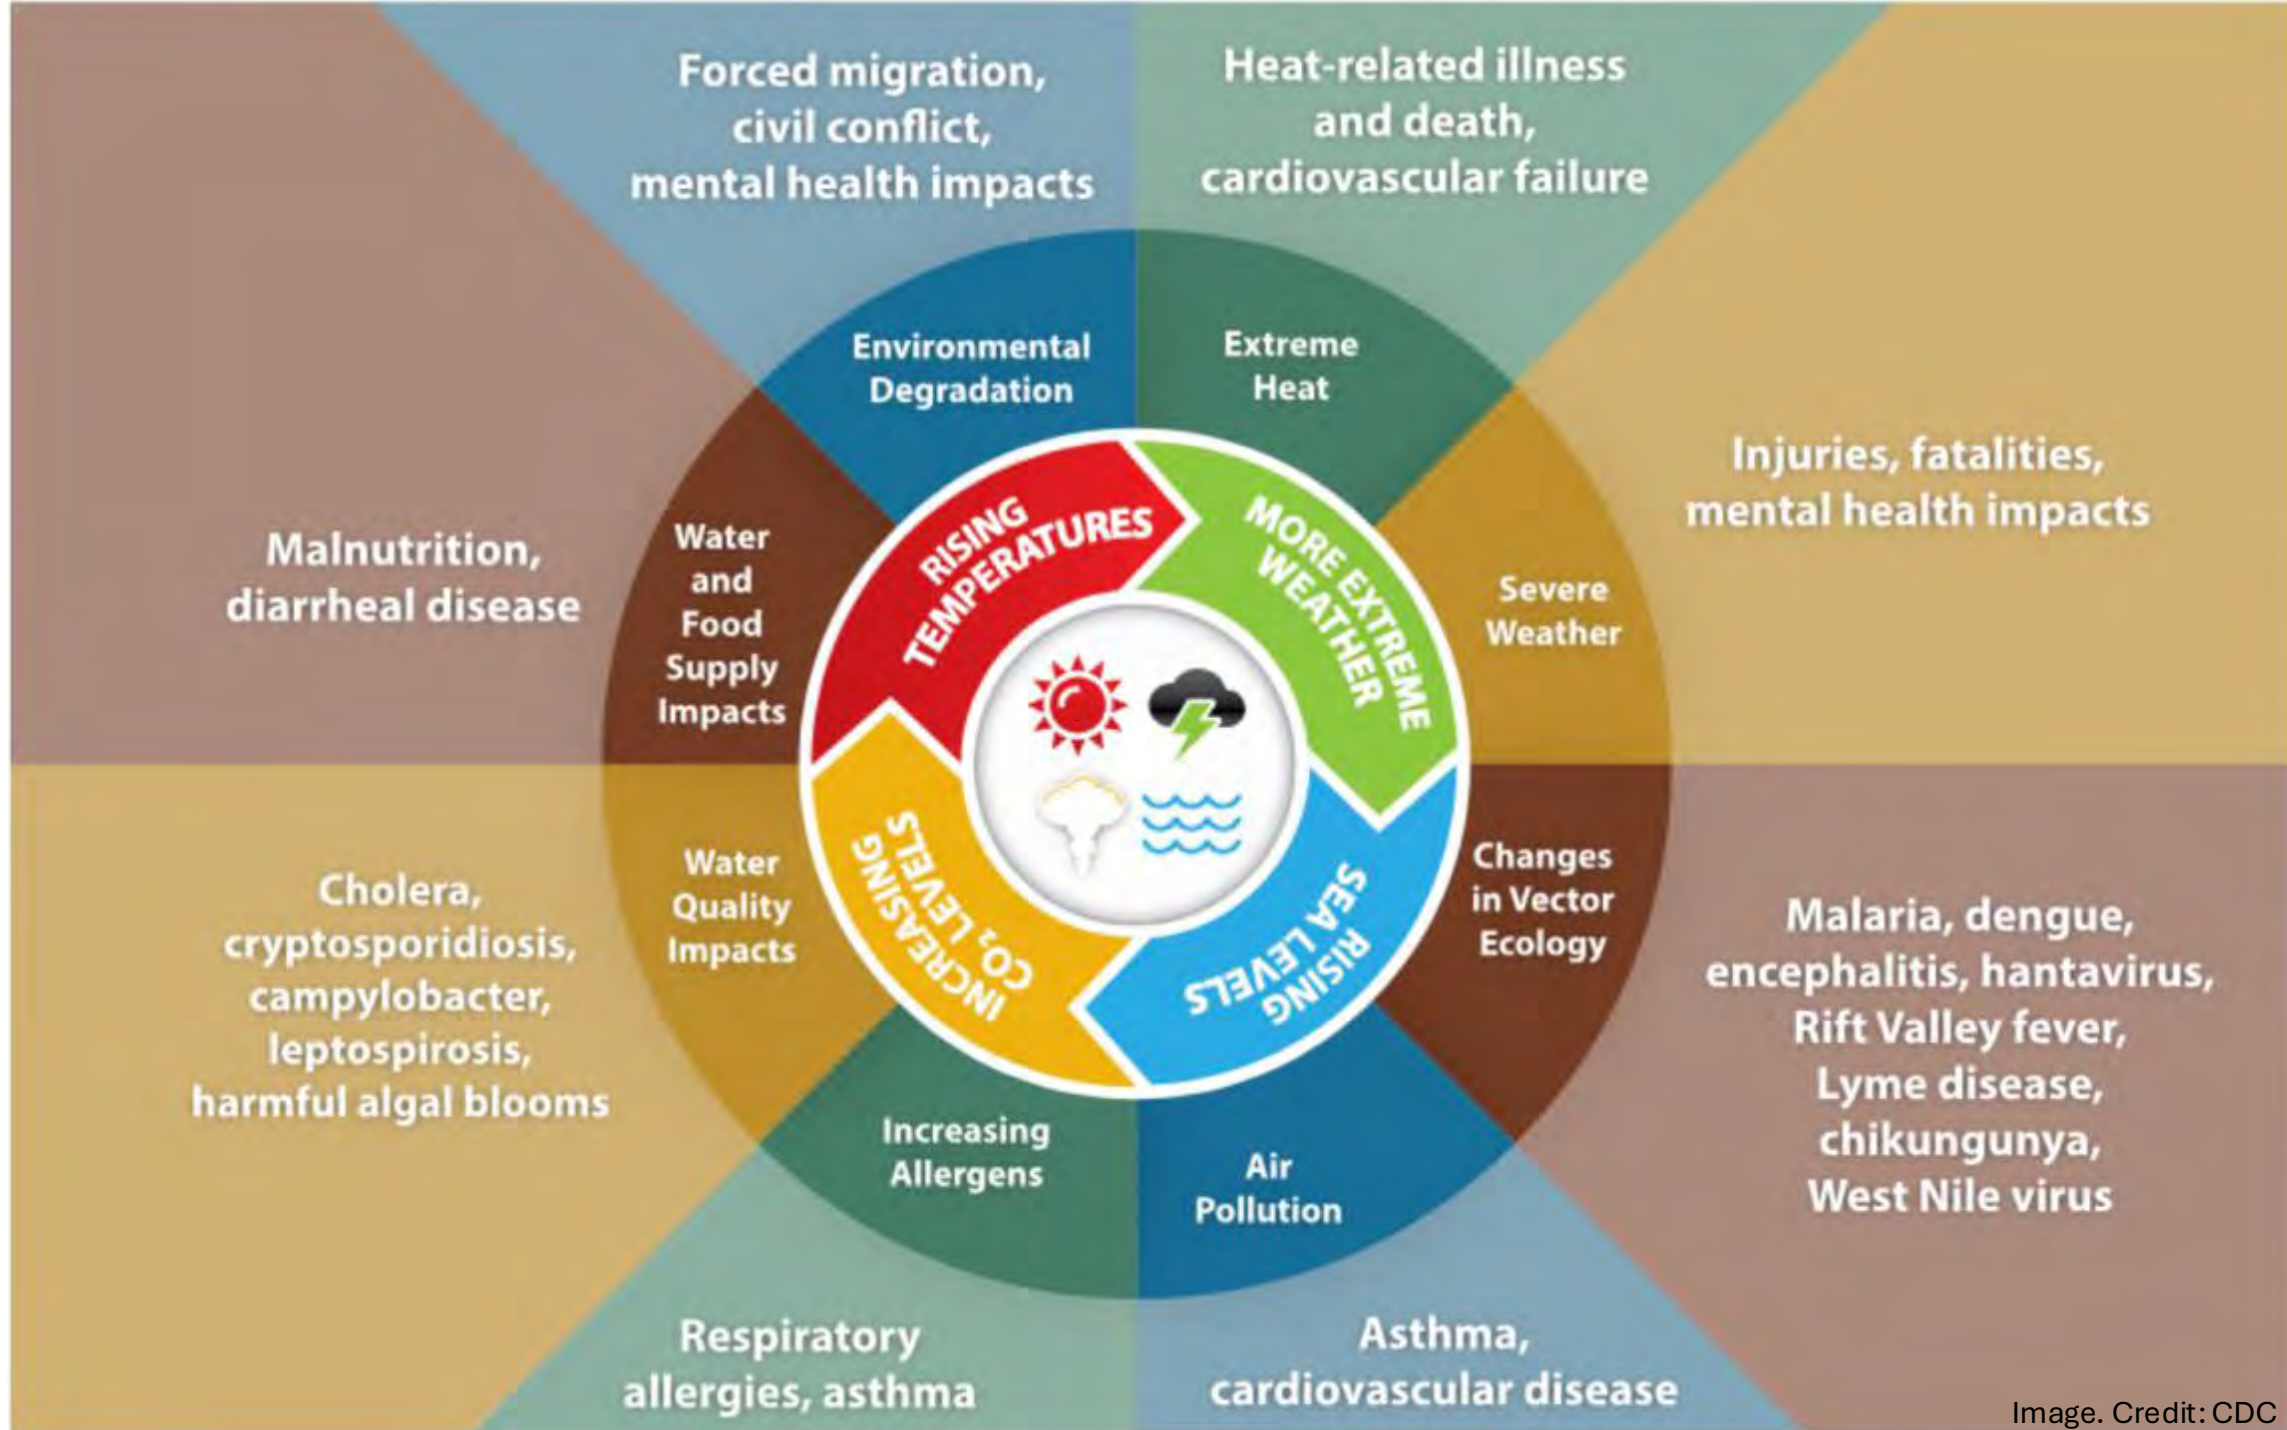 Forced migration,
civil conflict,
mental health impacts
Heat-related illness
and death,
cardiovascular failure
Environmental
Degradation
Extreme
Heat
Injuries, fatalities,
mental health impacts
Severe
Weather
Malnutrition,
diarrheal disease
Water
and
Food
Supply
Impacts
RISING
TEMPERATURES
MORE EXTREME
WEATHER
RISING
SEA LEVELS
INCREASING
CO₂ LEVELS
Changes
in Vector
Ecology
Malaria, dengue,
encephalitis, hantavirus,
Rift Valley fever,
Lyme disease,
chikungunya,
West Nile virus
Water
Quality
Impacts
Cholera,
cryptosporidiosis,
campylobacter,
leptospirosis,
harmful algal blooms
Increasing
Allergens
Air
Pollution
Respiratory
allergies, asthma
Asthma,
cardiovascular disease
Image. Credit: CDC